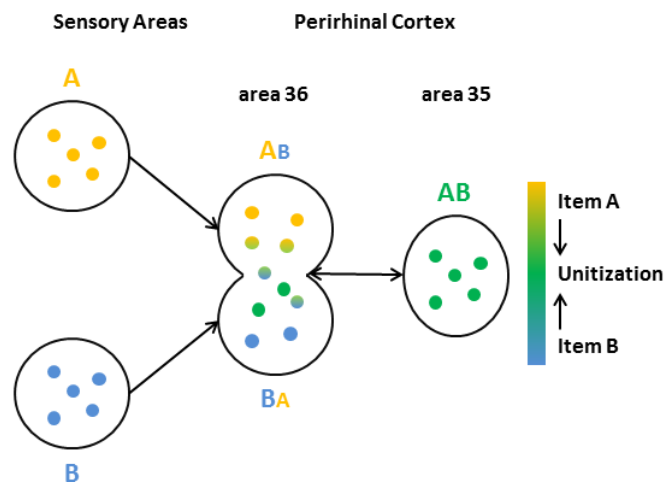 Sensory Areas
Perirhinal Cortex
area 36
area 35
A
AB
AB
Item A
Unitization
Item B
BA
B